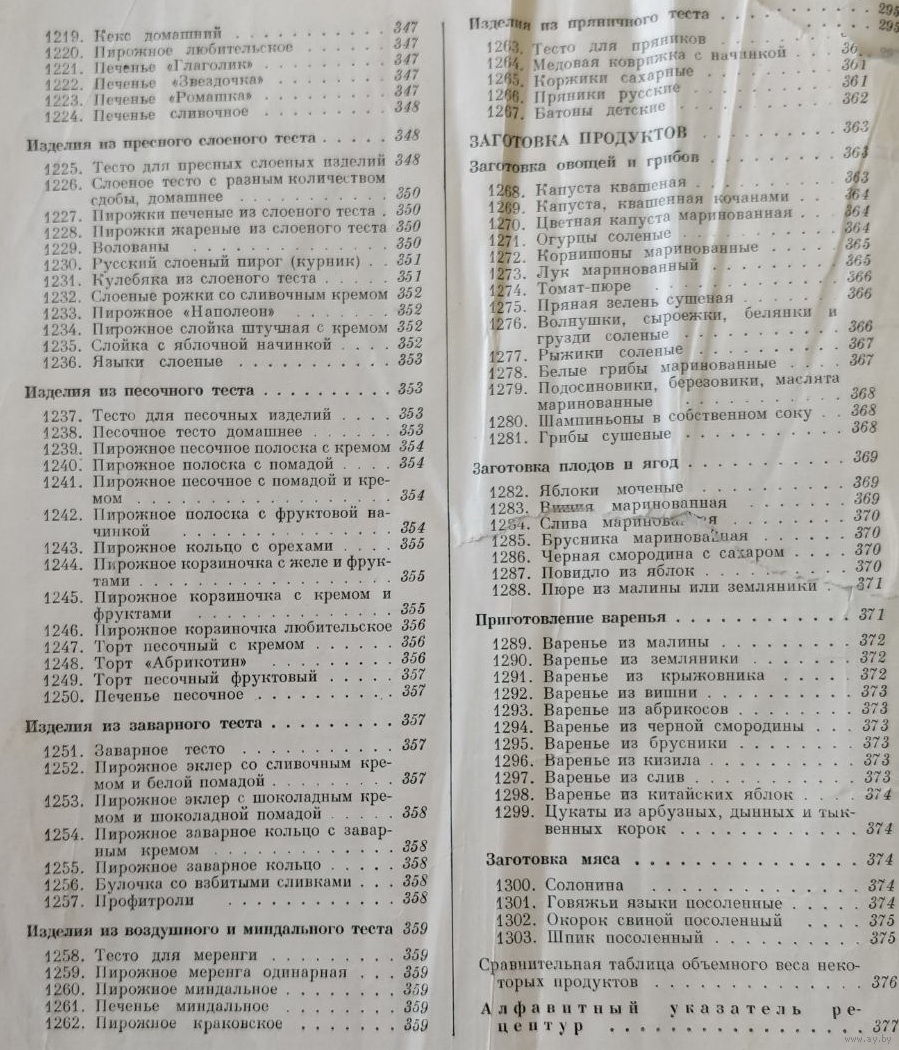 1219. Кекс домашний . . . . . . . . . . . 347
1220. Пирожное любительское . . . . . . 347
1221. Печенье «Глаголик» . . . . . . . . 347
1222. Печенье «Звездочка» . . . . . . . . 347
1223. Печенье «Ромашка» . . . . . . . . . 347
1224. Печенье сливочное . . . . . . . . . 348
Изделия из пресного слоеного теста . . . . . 348
1225. Тесто для пресных слоеных изделий 348
1226. Слоеное тесто с разным количеством
сдобы, домашнее . . . . . . . . . . 350
1227. Пирожки печеные из слоеного теста . 350
1228. Пирожки жареные из слоеного теста 350
1229. Волованы . . . . . . . . . . . . 350
1230. Русский слоеный пирог (курник) . . 351
1231. Кулебяка из слоеного теста . . . . . 351
1232. Слоеные рожки со сливочным кремом 352
1233. Пирожное «Наполеон» . . . . . . . 352
1234. Пирожное слойка штучная с кремом 352
1235. Слойка с яблочной начинкой . . . . 352
1236. Языки слоеные . . . . . . . . . . 353
Изделия из песочного теста . . . . . . . . . 353
1237. Тесто для песочных изделий . . . . 353
1238. Песочное тесто домашнее . . . . . . 353
1239. Пирожное песочное полоска с кремом 354
1240. Пирожное полоска с помадой . . . . 354
1241. Пирожное песочное с помадой и кре-
мом . . . . . . . . . . . . . . . 354
1242. Пирожное полоска с фруктовой на-
чинкой . . . . . . . . . . . . . 354
1243. Пирожное кольцо с орехами . . . . 355
1244. Пирожное корзиночка с желе и фрук-
тами . . . . . . . . . . . . . . . 355
1245. Пирожное корзиночка с кремом и
фруктами . . . . . . . . . . . . 355
1246. Пирожное корзиночка любительское 356
1247. Торт песочный с кремом . . . . . . 356
1248. Торт «Абрикотин» . . . . . . . . 356
1249. Торт песочный фруктовый . . . . . 357
1250. Печенье песочное . . . . . . . . . . 357
Изделия из заварного теста . . . . . . . . . 357
1251. Заварное тесто . . . . . . . . . . . 357
1252. Пирожное эклер со сливочным кре-
мом и белой помадой . . . . . . . . 357
1253. Пирожное эклер с шоколадным кре-
мом и шоколадной помадой . . . . . 358
1254. Пирожное заварное кольцо с завар-
ным кремом . . . . . . . . . . . . 358
1255. Пирожное заварное кольцо . . . . . 358
1256. Булочка со взбитыми сливками . . . 358
1257. Профитроли . . . . . . . . . . . 358
Изделия из воздушного и миндального теста 359
1258. Тесто для меренги . . . . . . . . . 359
1259. Пирожное меренга одинарная . . . 359
1260. Пирожное миндальное . . . . . . . . 359
1261. Печенье миндальное . . . . . . . . 359
1262. Пирожное краковское . . . . . . . 359
295
Изделия из пряничного теста . . . . . . . . 295
1263. Тесто для пряников . . . . . . . .
1264. Медовая коврижка с начинкой . . . 361
1265. Коржики сахарные . . . . . . . . . 361
1266. Пряники русские . . . . . . . . . 361
1267. Батоны детские . . . . . . . . . . 362
ЗАГОТОВКА ПРОДУКТОВ . . . . . . . . . 363
Заготовка овощей и грибов . . . . . . . . . 363
1268. Капуста квашеная . . . . . . . . . 363
1269. Капуста, квашенная кочанами . . . 364
1270. Цветная капуста маринованная . . . 364
1271. Огурцы соленые . . . . . . . . . . 364
1272. Корнишоны маринованные . . . . . 365
1273. Лук маринованный . . . . . . . . . 365
1274. Томат-пюре . . . . . . . . . . . . 366
1275. Пряная зелень сушеная . . . . . . . 366
1276. Волнушки, сыроежки, белянки и
грузди соленые . . . . . . . . . . 366
1277. Рыжики соленые . . . . . . . . . . 367
1278. Белые грибы маринованные . . . . 367
1279. Подосиновики, березовики, маслята
маринованные . . . . . . . . . . . 368
1280. Шампиньоны в собственном соку . . 368
1281. Грибы сушеные . . . . . . . . . . 368
Заготовка плодов и ягод . . . . . . . . . . 369
1282. Яблоки моченые . . . . . . . . . . 369
1283. Вишня маринованная . . . . . . . 369
1284. Слива маринованная . . . . . . . . 370
1285. Брусника маринованная . . . . . . 370
1286. Черная смородина с сахаром . . . . 370
1287. Повидло из яблок . . . . . . . . . . 370
1288. Пюре из малины или земляники . . 371
Приготовление варенья . . . . . . . . . . . 371
1289. Варенье из малины . . . . . . . . . 372
1290. Варенье из земляники . . . . . . . 372
1291. Варенье из крыжовника . . . . . 372
1292. Варенье из вишни . . . . . . . . . . 373
1293. Варенье из абрикосов . . . . . . . . 373
1294. Варенье из черной смородины . . . 373
1295. Варенье из брусники . . . . . . . . 373
1296. Варенье из кизила . . . . . . . . . . 373
1297. Варенье из слив . . . . . . . . . . 373
1298. Варенье из китайских яблок . . . . 374
1299. Цукаты из арбузных, дынных и тык-
венных корок . . . . . . . . . . . 374
Заготовка мяса . . . . . . . . . . . . . . 374
1300. Солонина . . . . . . . . . . . . . 374
1301. Говяжьи языки посоленные . . . . . 374
1302. Окорок свиной посоленный . . . . 375
1303. Шпик посоленный . . . . . . . . . . 375
Сравнительная таблица объемного веса неко-
торых продуктов . . . . . . . . . . . . 376
Алфавитный указатель ре-
цептур . . . . . . . . . . . . . . . . 377
www.ay.by